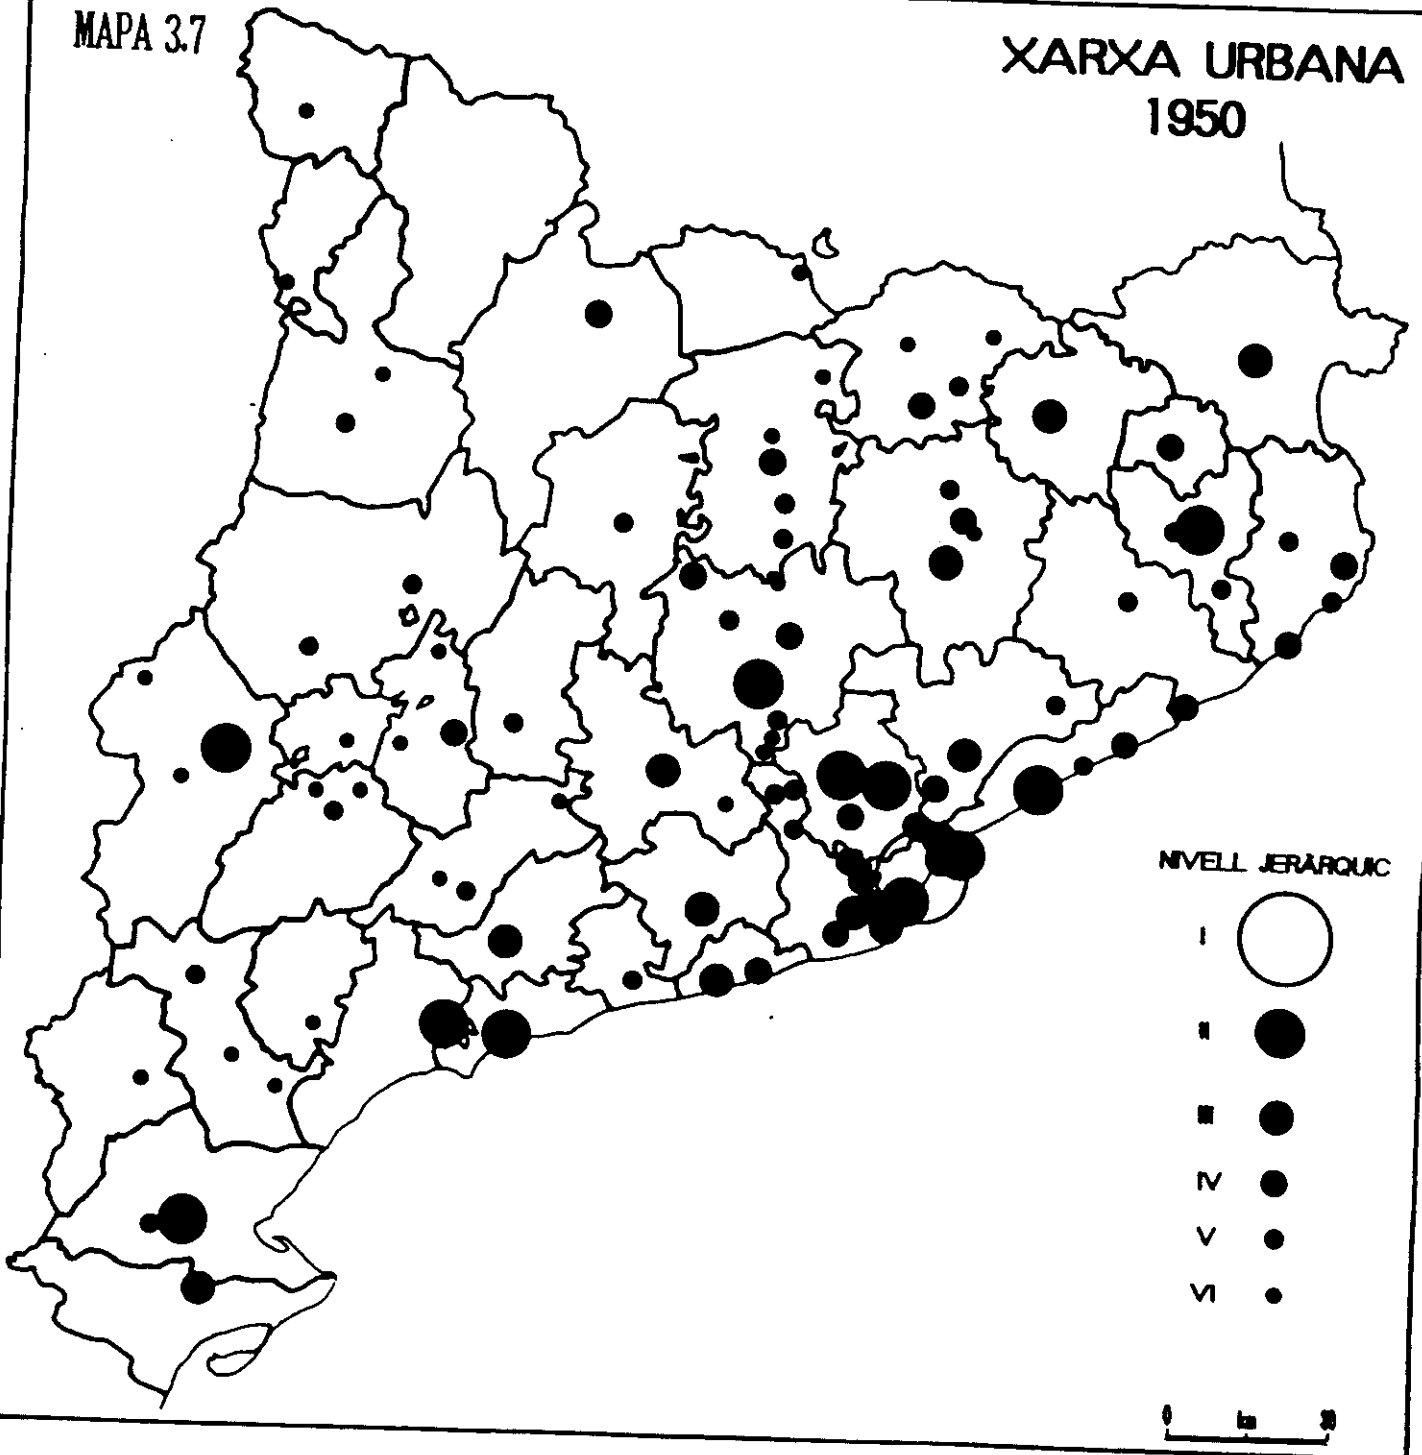 MAPA 3.7
XARXA URBANA
1950
NIVELL JERÀRQUIC
I
II
III
IV
V
VI
0 km 30